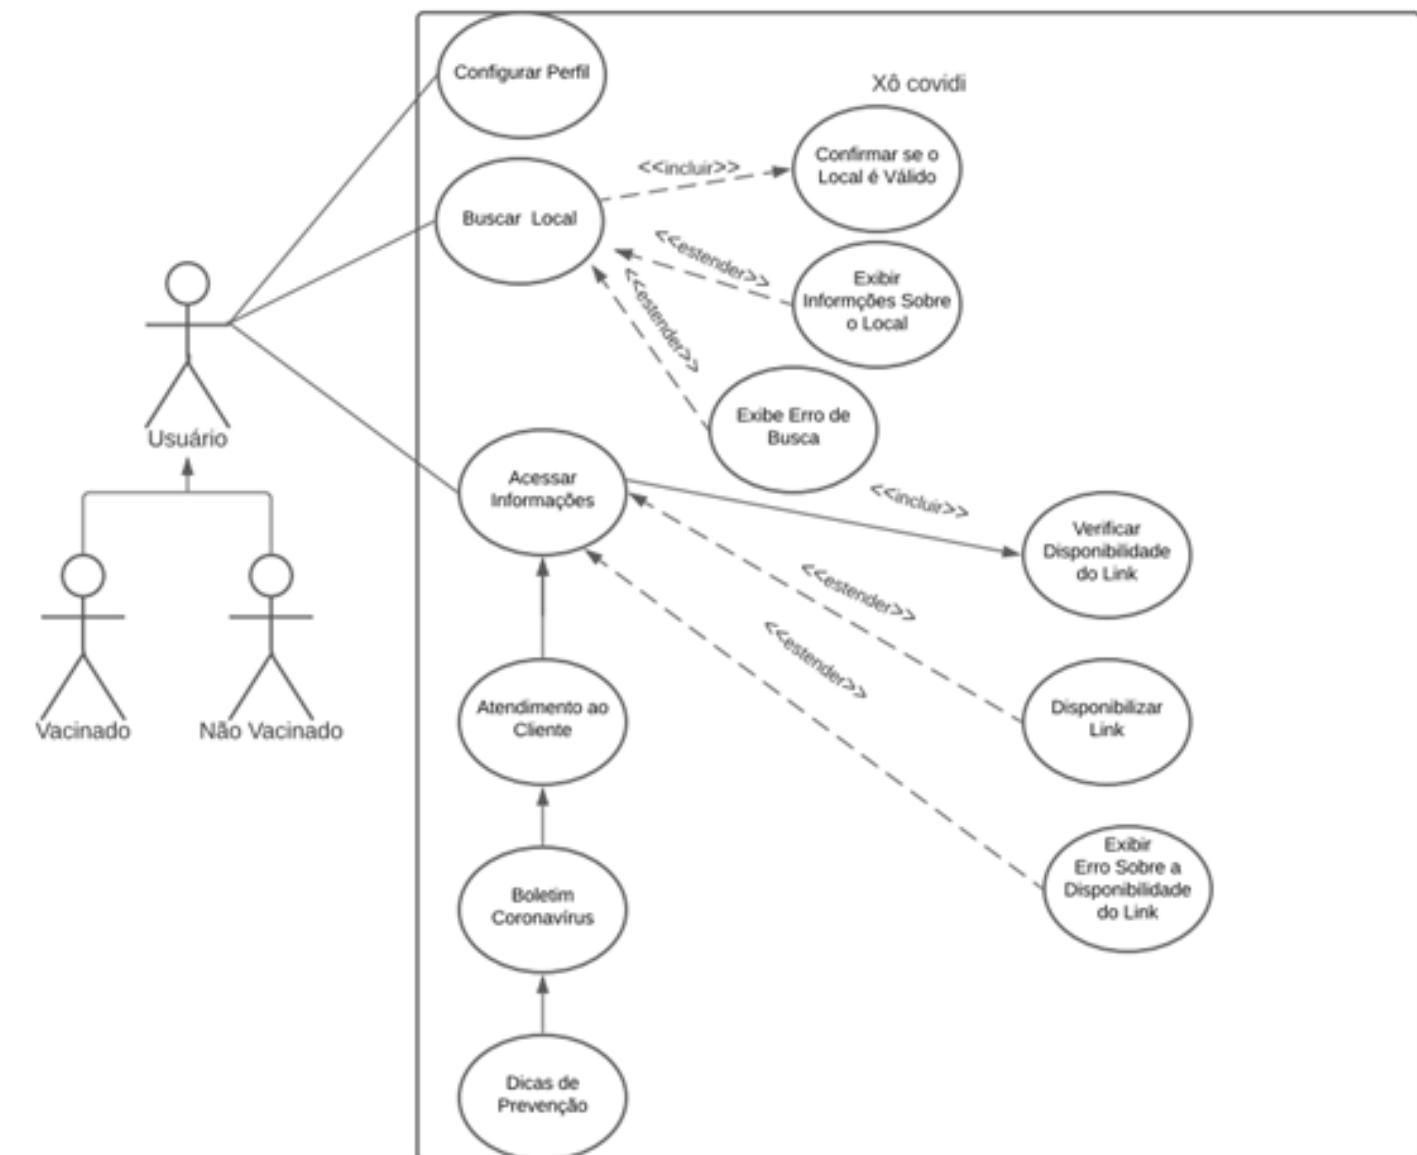 Configurar Perfil
Xô covidi
<<incluir>>
Confirmar se o
Local é Válido
Buscar  Local
<<estender>>
Exibir
Informções Sobre
o Local
<<estender>>
Usuário
Exibe Erro de
Busca
Acessar
Informações
<<incluir>>
Verificar
Disponibilidade
do Link
<<estender>>
<<estender>>
Vacinado
Não Vacinado
Atendimento ao
Cliente
Disponibilizar
Link
Exibir
Erro Sobre a
Disponibilidade
do Link
Boletim
Coronavírus
Dicas de
Prevenção